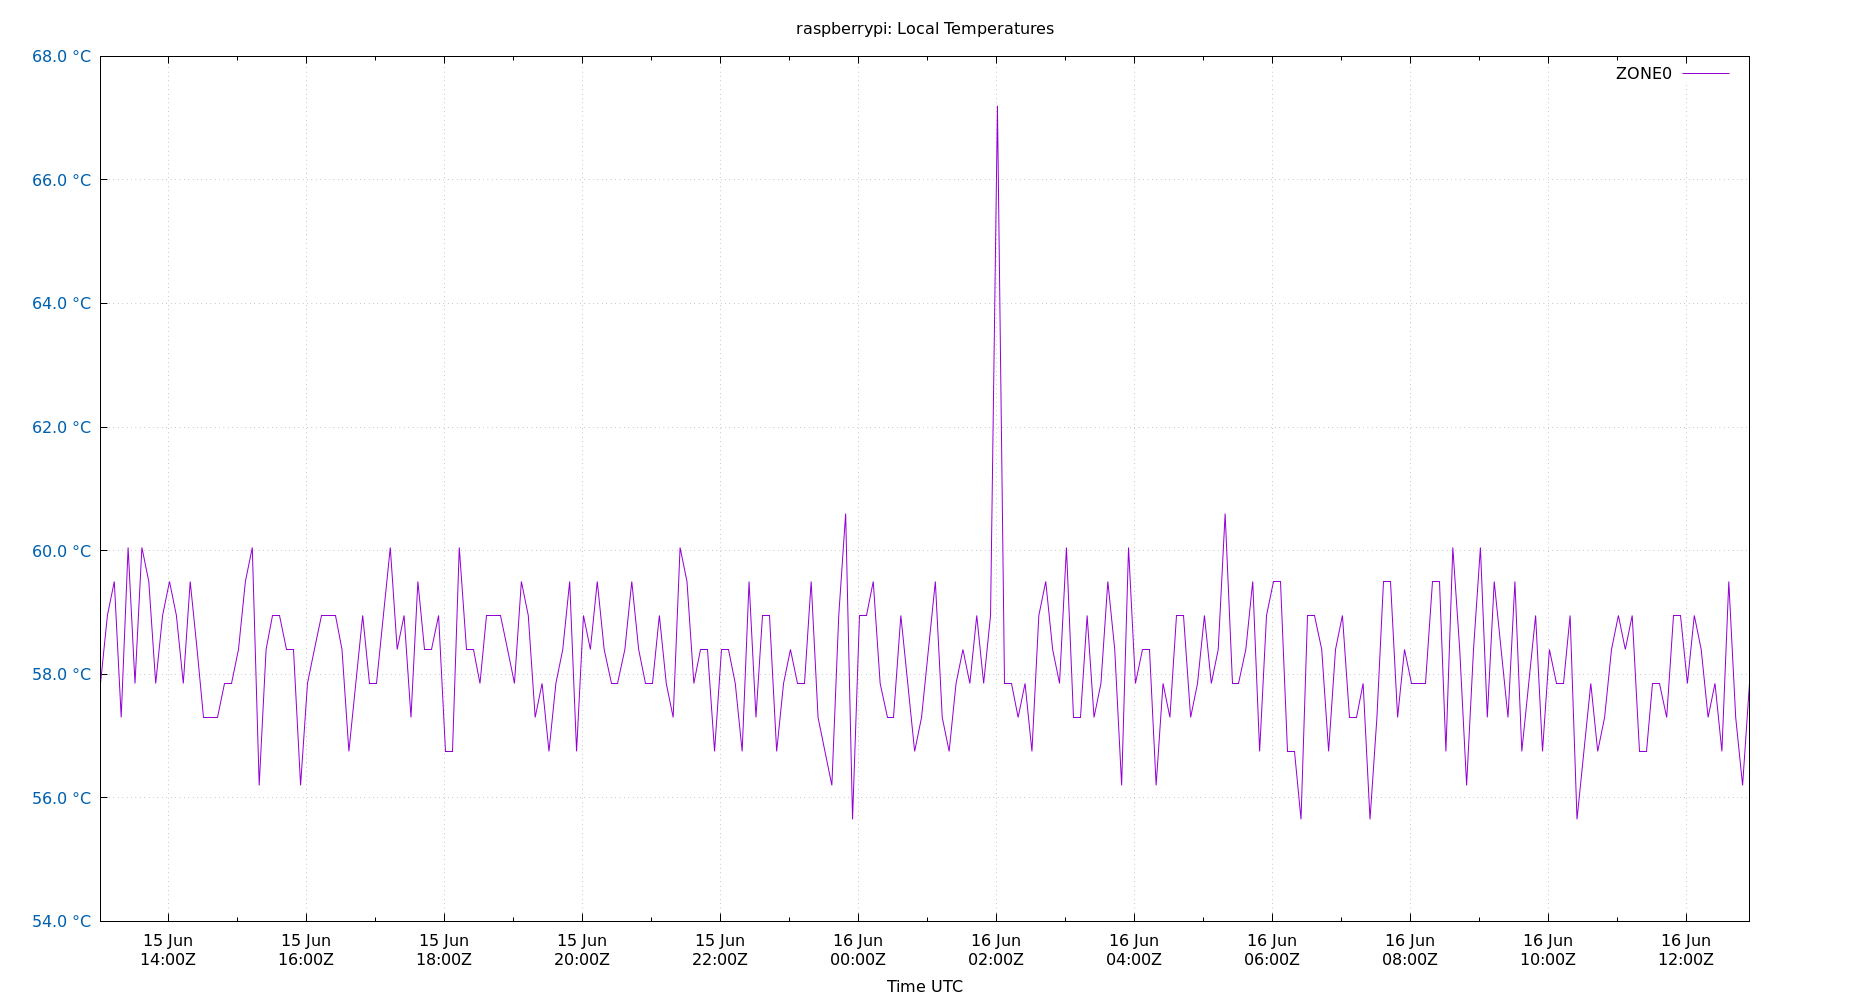 raspberrypi: Local Temperatures
ZONE0
68.0 °C
66.0 °C
64.0 °C
62.0 °C
60.0 °C
58.0 °C
56.0 °C
54.0 °C
15 Jun 15 Jun 15 Jun 15 Jun 15 Jun 16 Jun 16 Jun 16 Jun 16 Jun 16 Jun 16 Jun 16 Jun
14:00Z 16:00Z 18:00Z 20:00Z 22:00Z 00:00Z 02:00Z 04:00Z 06:00Z 08:00Z 10:00Z 12:00Z
Time UTC